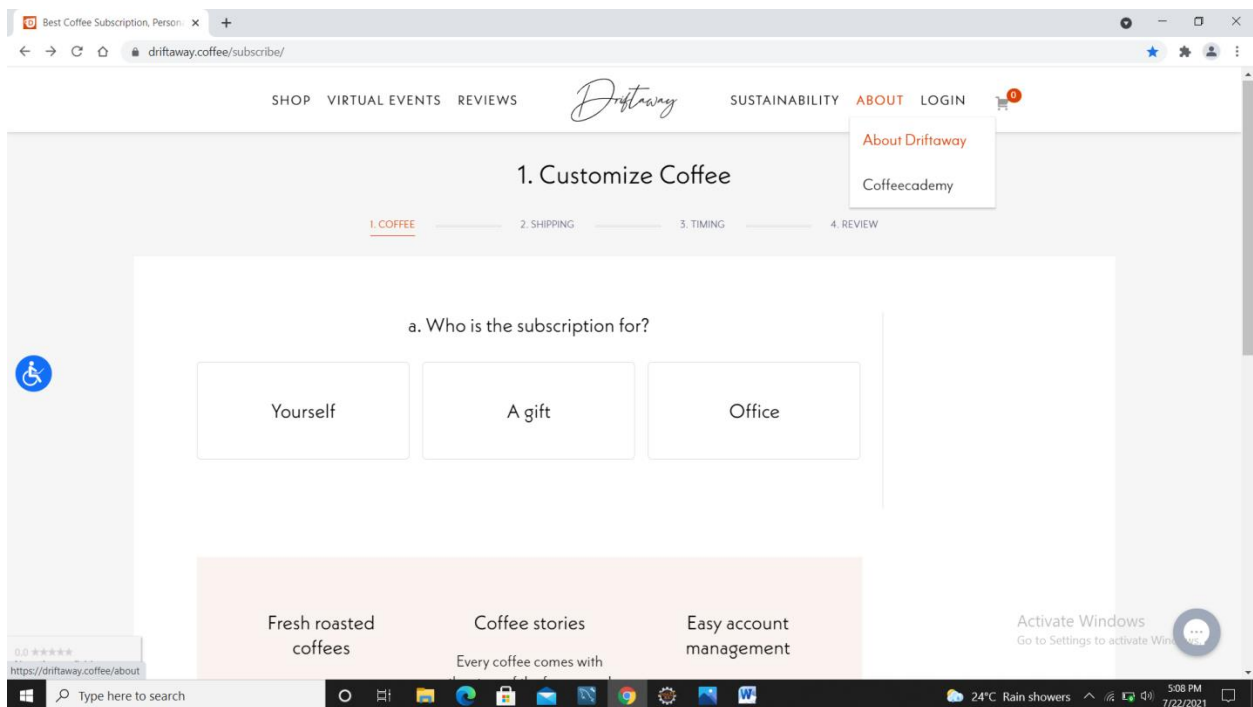 Best Coffee Subscription, Person
driftaway.coffee/subscribe/
SHOP VIRTUAL EVENTS REVIEWS Driftaway SUSTAINABILITY ABOUT LOGIN 0
About Driftaway
Coffeecademy
1. Customize Coffee
1. COFFEE 2. SHIPPING 3. TIMING 4. REVIEW
a. Who is the subscription for?
Yourself A gift Office
Fresh roasted
coffees
Coffee stories
Every coffee comes with
Easy account
management
Activate Windows
Go to Settings to activate Windows.
0.0 ★★★★★
https://driftaway.coffee/about
Type here to search
24°C Rain showers
5:08 PM
7/22/2021